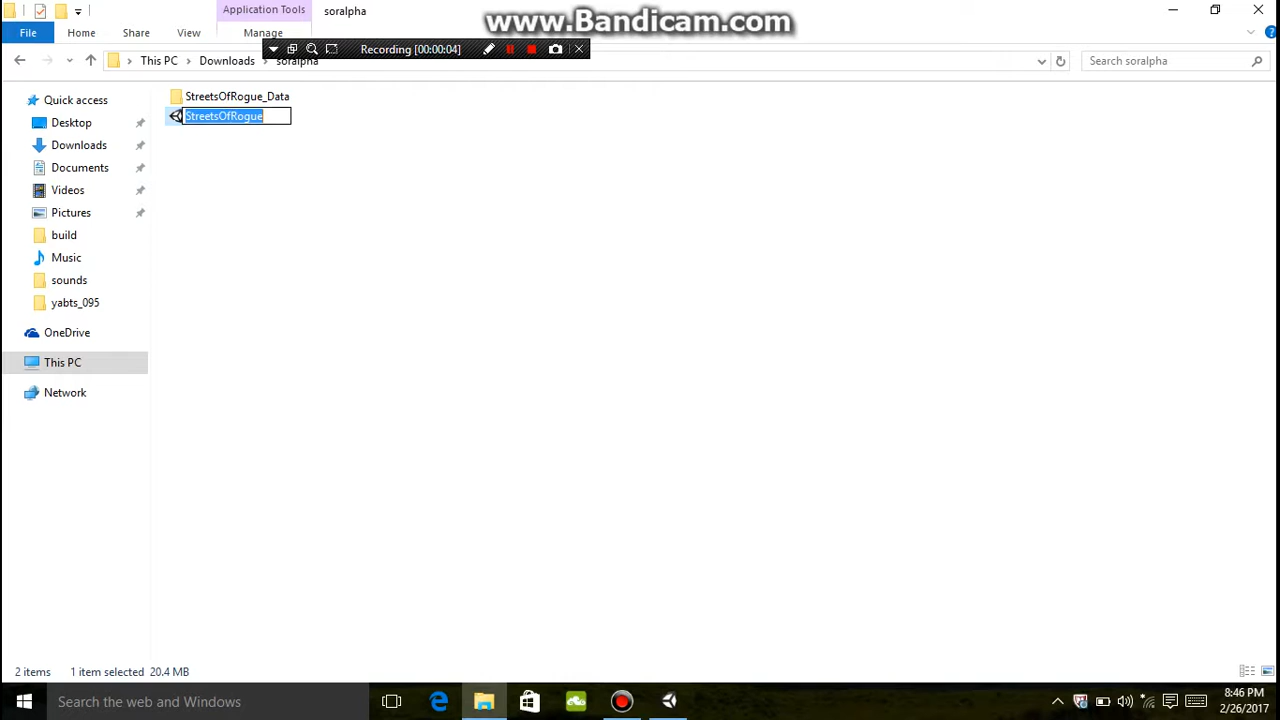 www.Bandicam.com
Application Tools
soralpha
File
Home
Share
View
Manage
Recording [00:00:04]
This PC
Downloads
soralpha
Search soralpha
Quick access
Desktop
Downloads
Documents
Videos
Pictures
build
Music
sounds
yabts_095
OneDrive
This PC
Network
StreetsOfRogue_Data
StreetsOfRogue
2 items
1 item selected 20.4 MB
Search the web and Windows
8:46 PM
2/26/2017